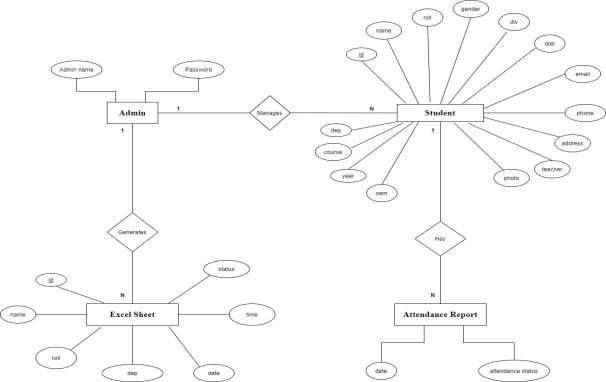 gender
roll
div
name
dob
id
Admin name
Password
email
Admin
1
1
Manages
N
Student
phone
1
dep
1
address
course
teacher
year
photo
sem
Generates
Has
status
id
N
N
name
Excel Sheet
time
Attendance Report
roll
dep
date
date
attendance status